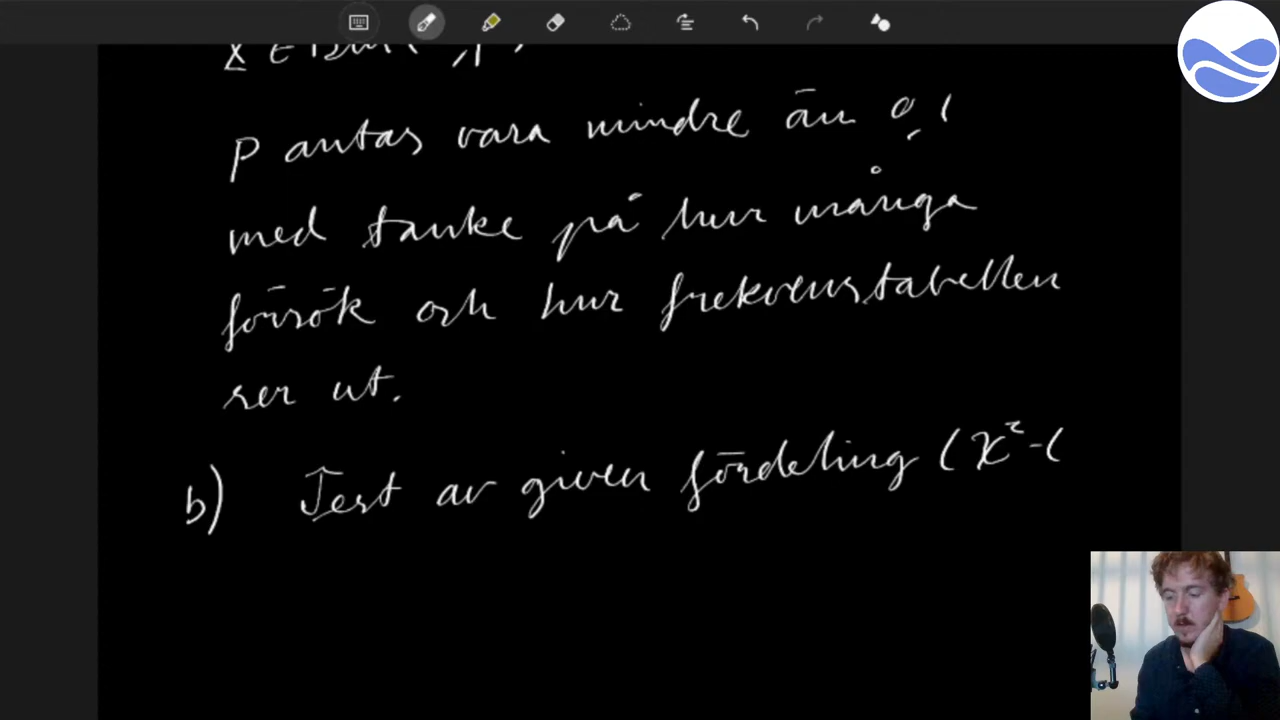 X ∈ Bin( , p)
P antas vara mindre än 0,1
med tanke på hur många
försök och hur frekvenstabellen
ser ut.
b) Test av given fördelning (χ²-(